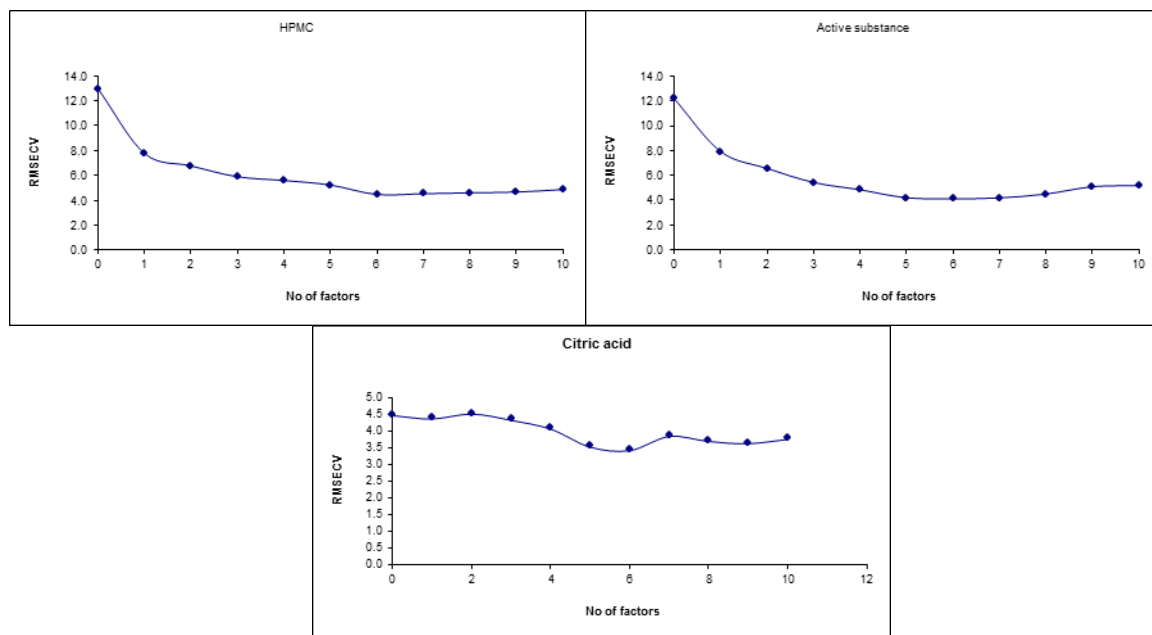 HPMC
RMSECV
14.0
12.0
10.0
8.0
6.0
4.0
2.0
0.0
0 1 2 3 4 5 6 7 8 9 10
No of factors
Active substance
RMSECV
14.0
12.0
10.0
8.0
6.0
4.0
2.0
0.0
0 1 2 3 4 5 6 7 8 9 10
No of factors
Citric acid
RMSECV
5.0
4.5
4.0
3.5
3.0
2.5
2.0
1.5
1.0
0.5
0.0
0 2 4 6 8 10 12
No of factors